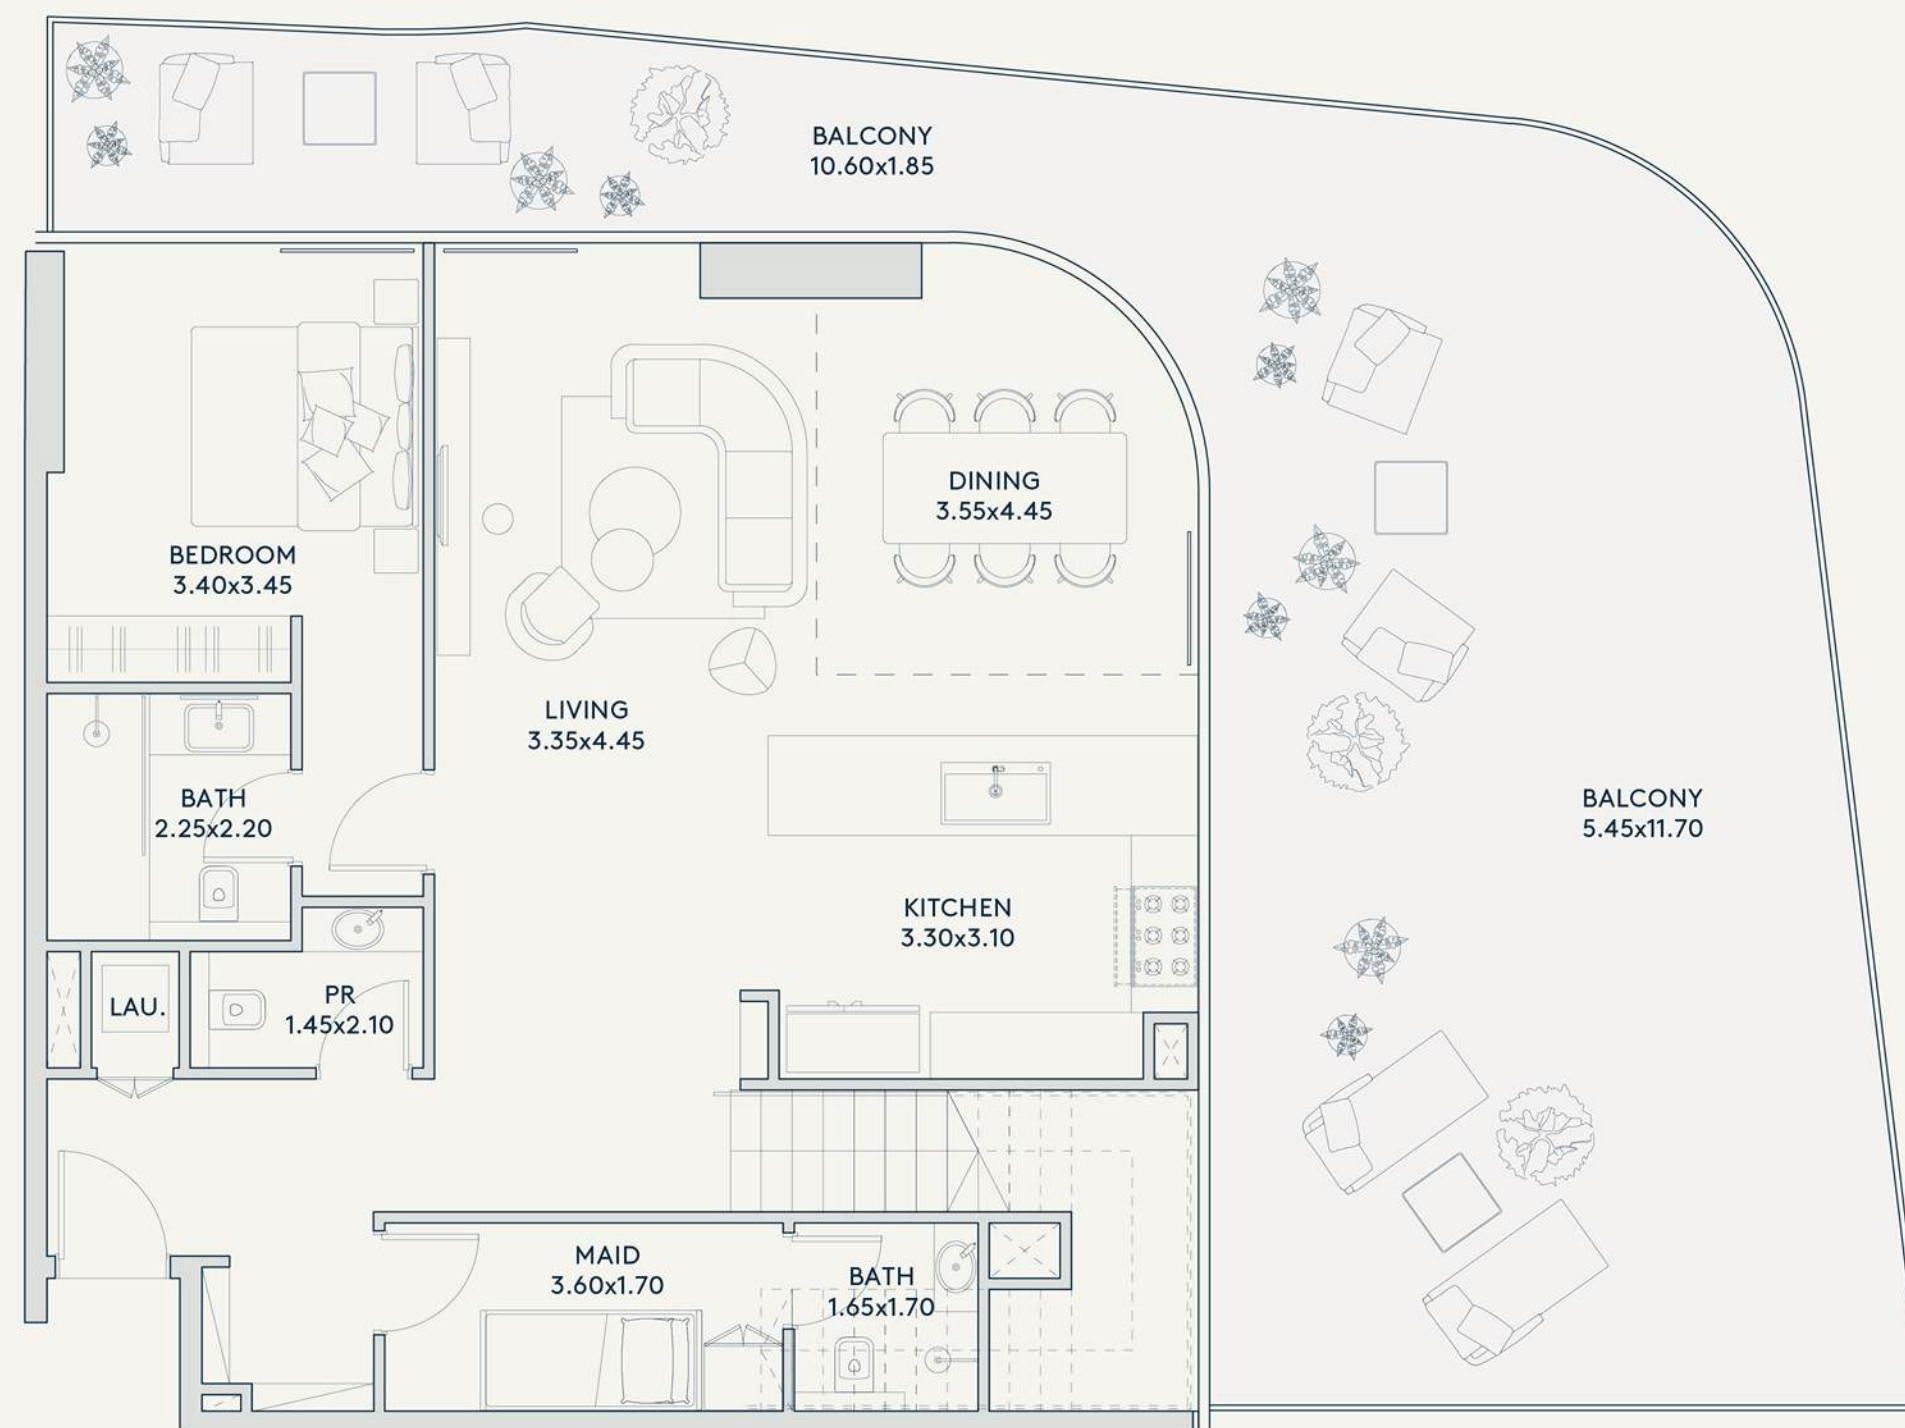 BALCONY
10.60x1.85
DINING
3.55x4.45
BEDROOM
3.40x3.45
LIVING
3.35x4.45
BATH
2.25x2.20
BALCONY
5.45x11.70
KITCHEN
3.30x3.10
LAU.
PR
1.45x2.10
MAID
3.60x1.70
BATH
1.65x1.70